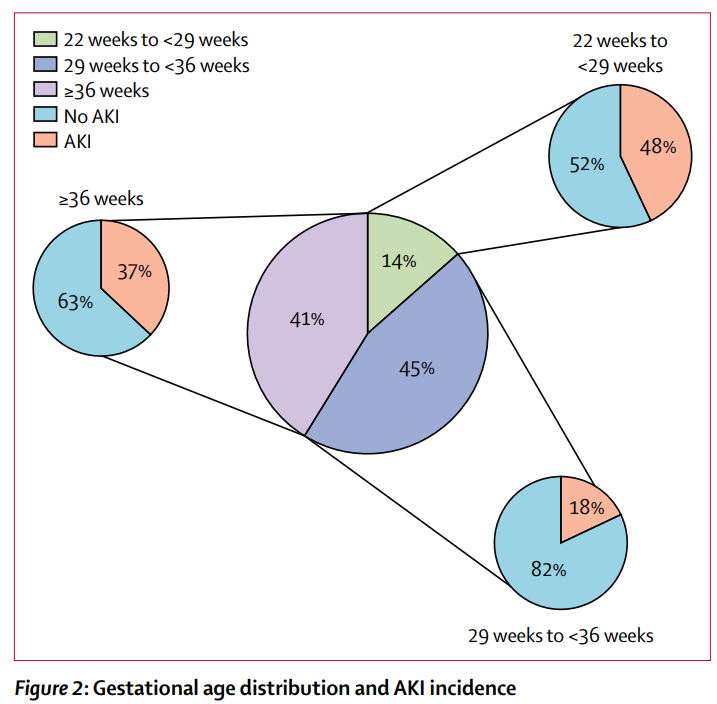 22 weeks to <29 weeks
29 weeks to <36 weeks
≥36 weeks
No AKI
AKI
22 weeks to
<29 weeks
52%
48%
≥36 weeks
37%
63%
14%
41%
45%
18%
82%
29 weeks to <36 weeks
Figure 2: Gestational age distribution and AKI incidence